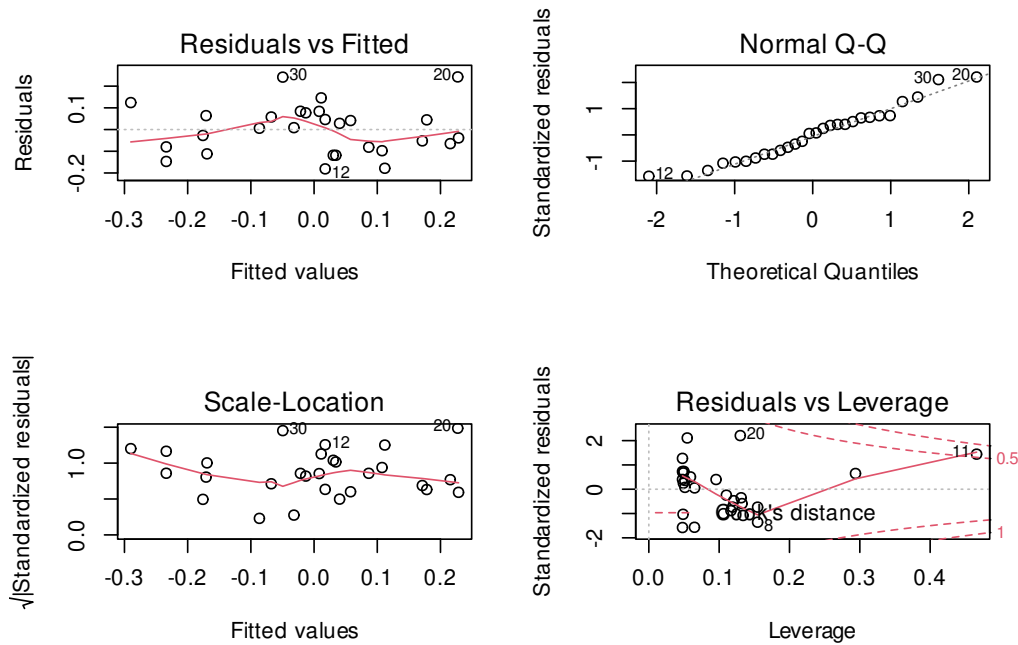 Residuals vs Fitted
Residuals
0.1
-0.2
30
20
12
-0.3 -0.2 -0.1 0.0 0.1 0.2
Fitted values
Normal Q-Q
Standardized residuals
1
-1
30
20
12
-2 -1 0 1 2
Theoretical Quantiles
Scale-Location
√|Standardized residuals|
1.0
0.0
30
12
20
-0.3 -0.2 -0.1 0.0 0.1 0.2
Fitted values
Residuals vs Leverage
Standardized residuals
2
0
-2
20
11
0.5
k's distance
8
1
0.0 0.1 0.2 0.3 0.4
Leverage